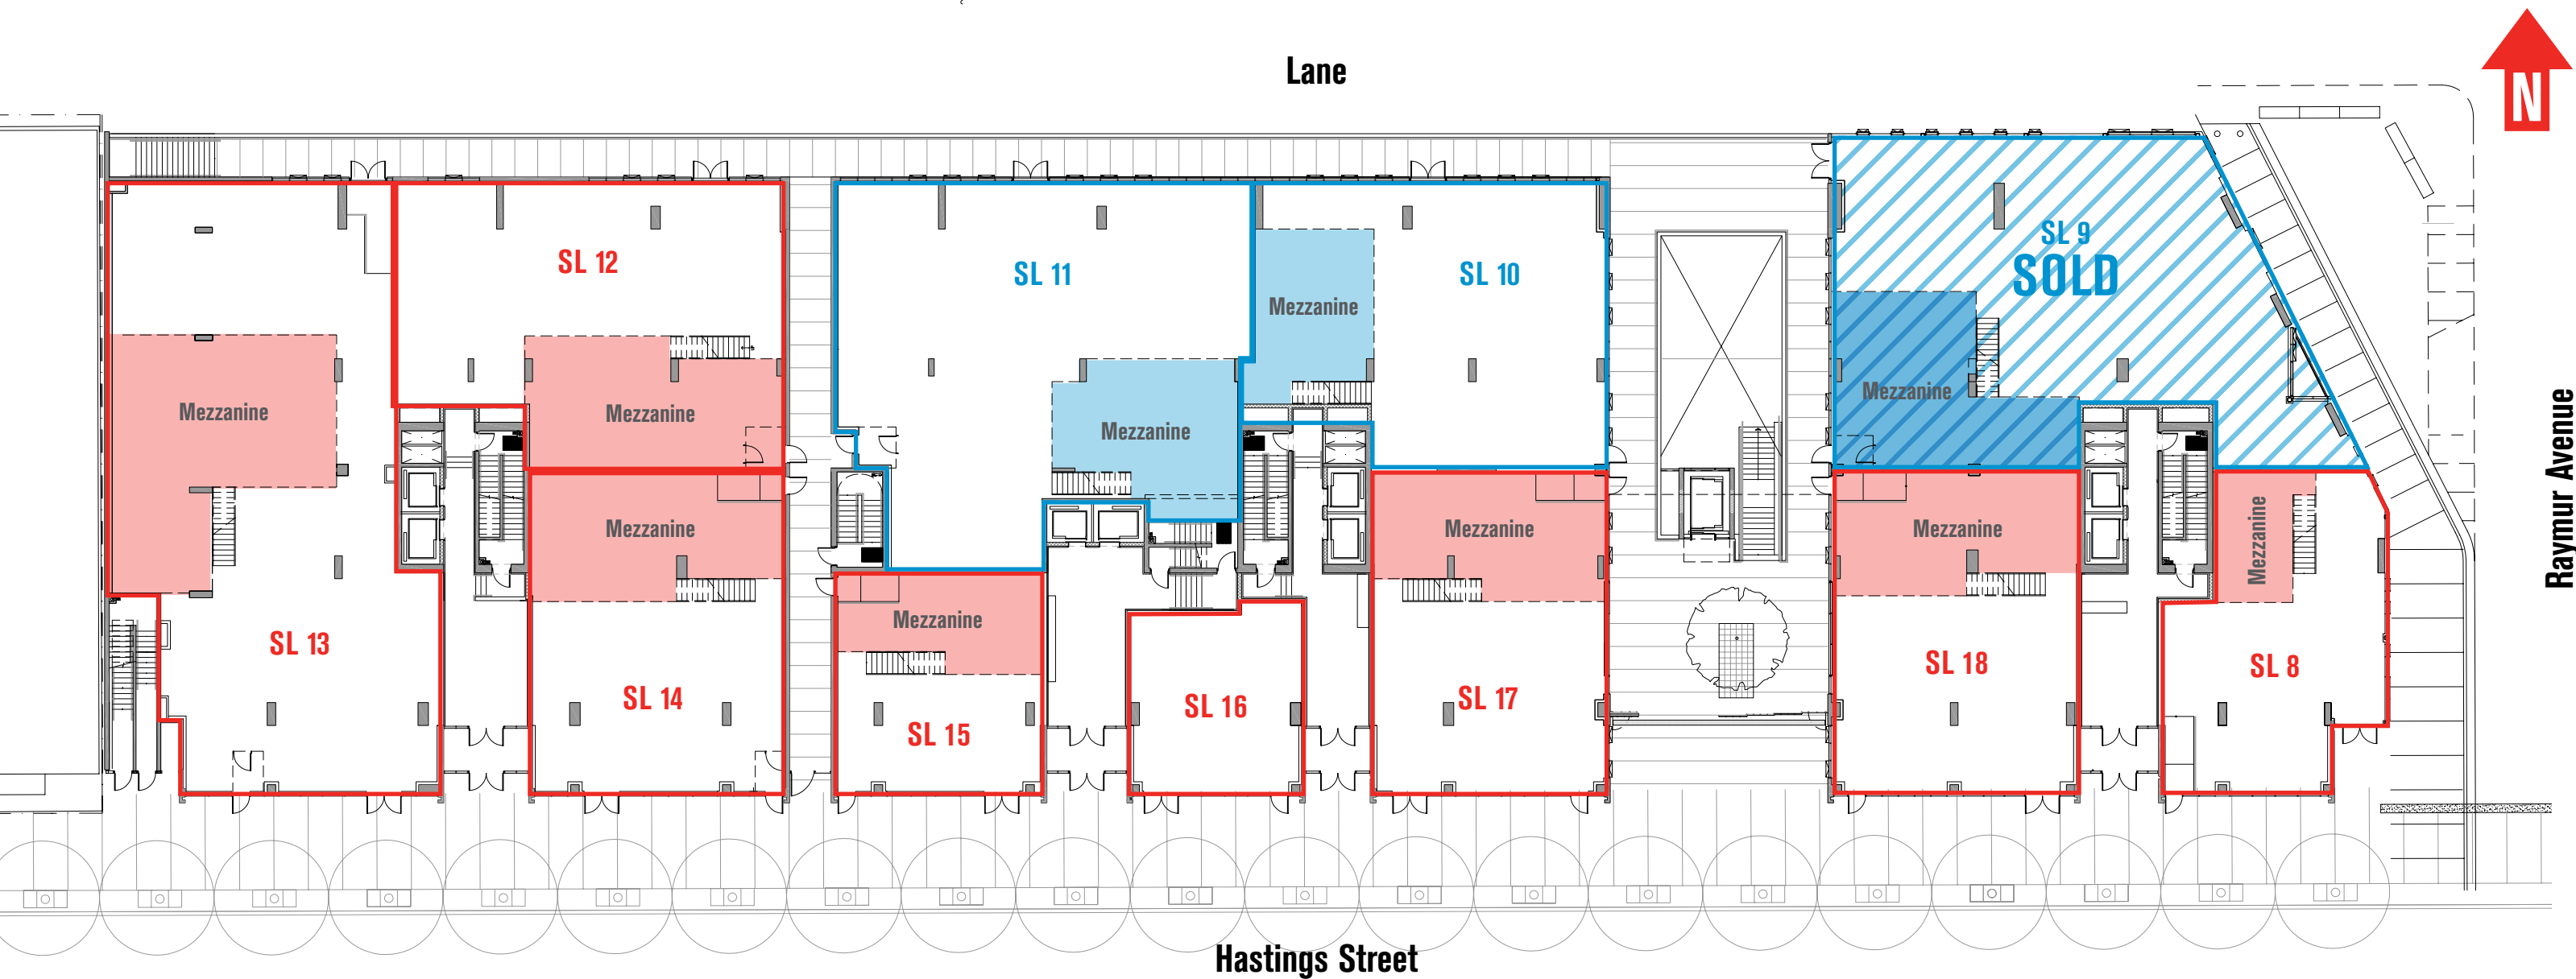 Lane
N
SL 9
SOLD
SL 12
SL 11
SL 10
Mezzanine
Mezzanine
Mezzanine
Mezzanine
Mezzanine
Mezzanine
Mezzanine
Mezzanine
Mezzanine
Mezzanine
Mezzanine
SL 13
SL 14
SL 15
SL 16
SL 17
SL 18
SL 8
Raymur Avenue
Hastings Street